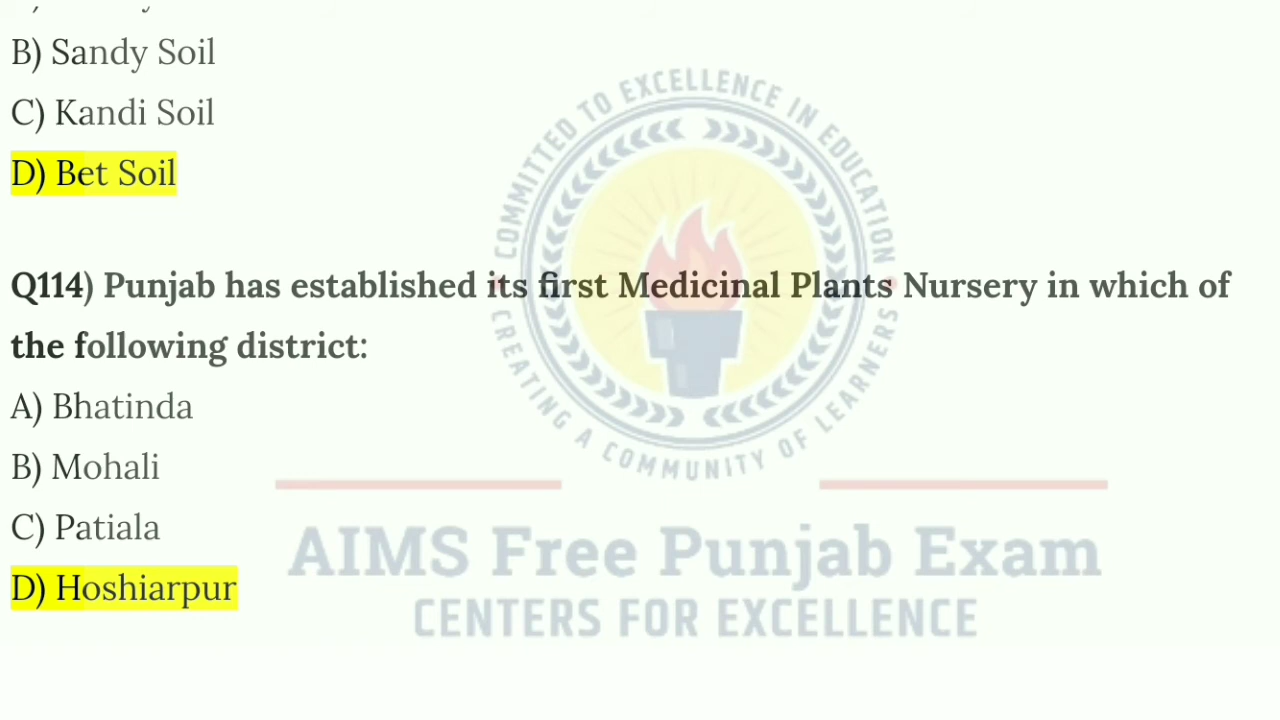 B) Sandy Soil
C) Kandi Soil
D) Bet Soil
Q114) Punjab has established its first Medicinal Plants Nursery in which of
the following district:
A) Bhatinda
B) Mohali
C) Patiala
D) Hoshiarpur
COMMITTED TO EXCELLENCE IN EDUCATION
CREATING A COMMUNITY OF LEARNERS
AIMS Free Punjab Exam
CENTERS FOR EXCELLENCE